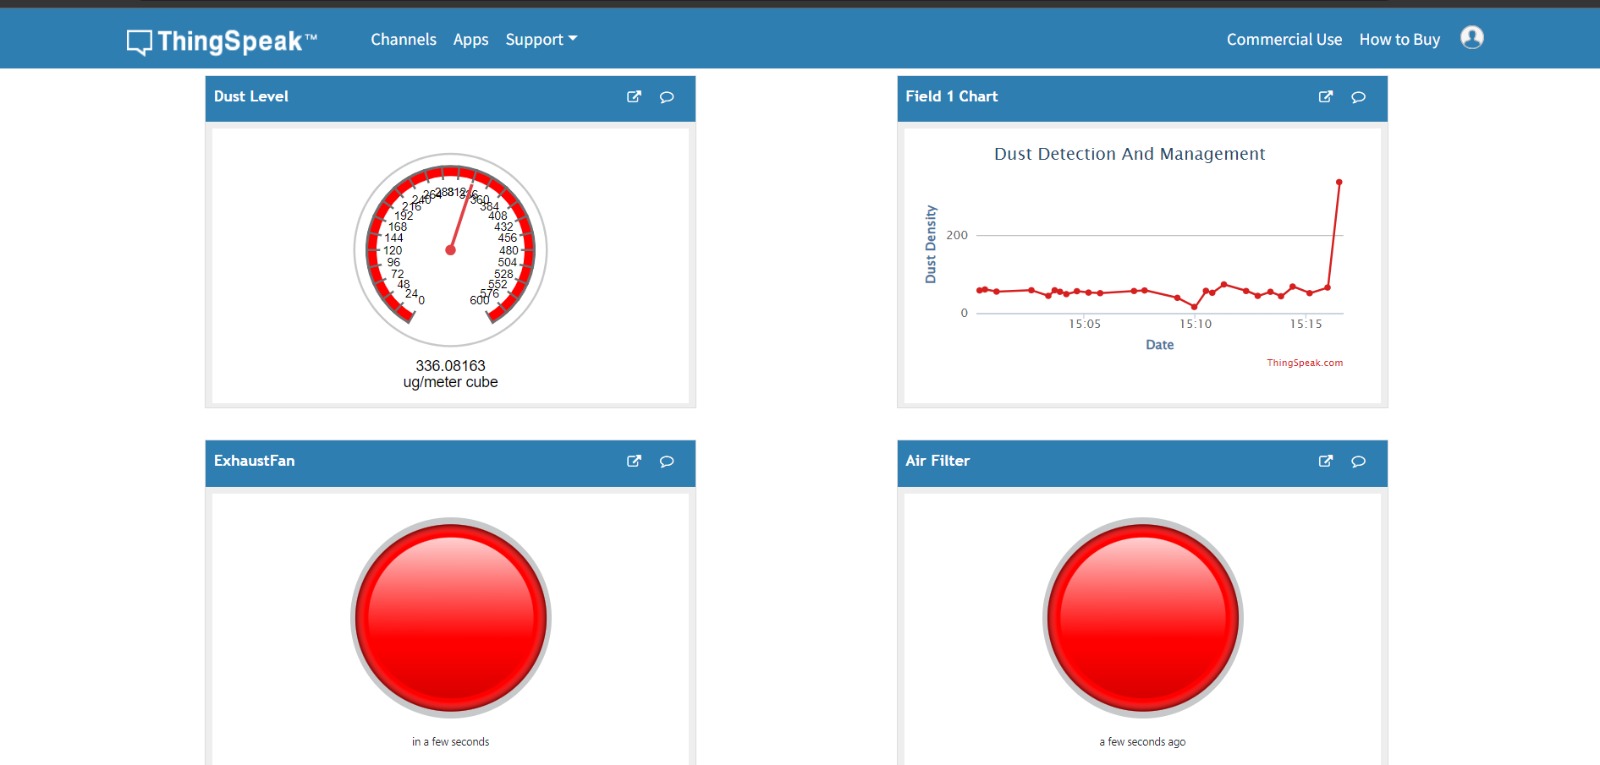 ThingSpeak™ Channels Apps Support Commercial Use How to Buy
Dust Level
0
24
48
72
96
120
144
168
192
216
240
264
288
312
336
360
384
408
432
456
480
504
528
552
576
600
336.08163
ug/meter cube
Field 1 Chart
Dust Detection And Management
Dust Density
200
0
15:05 15:10 15:15
Date
ThingSpeak.com
ExhaustFan
in a few seconds
Air Filter
a few seconds ago